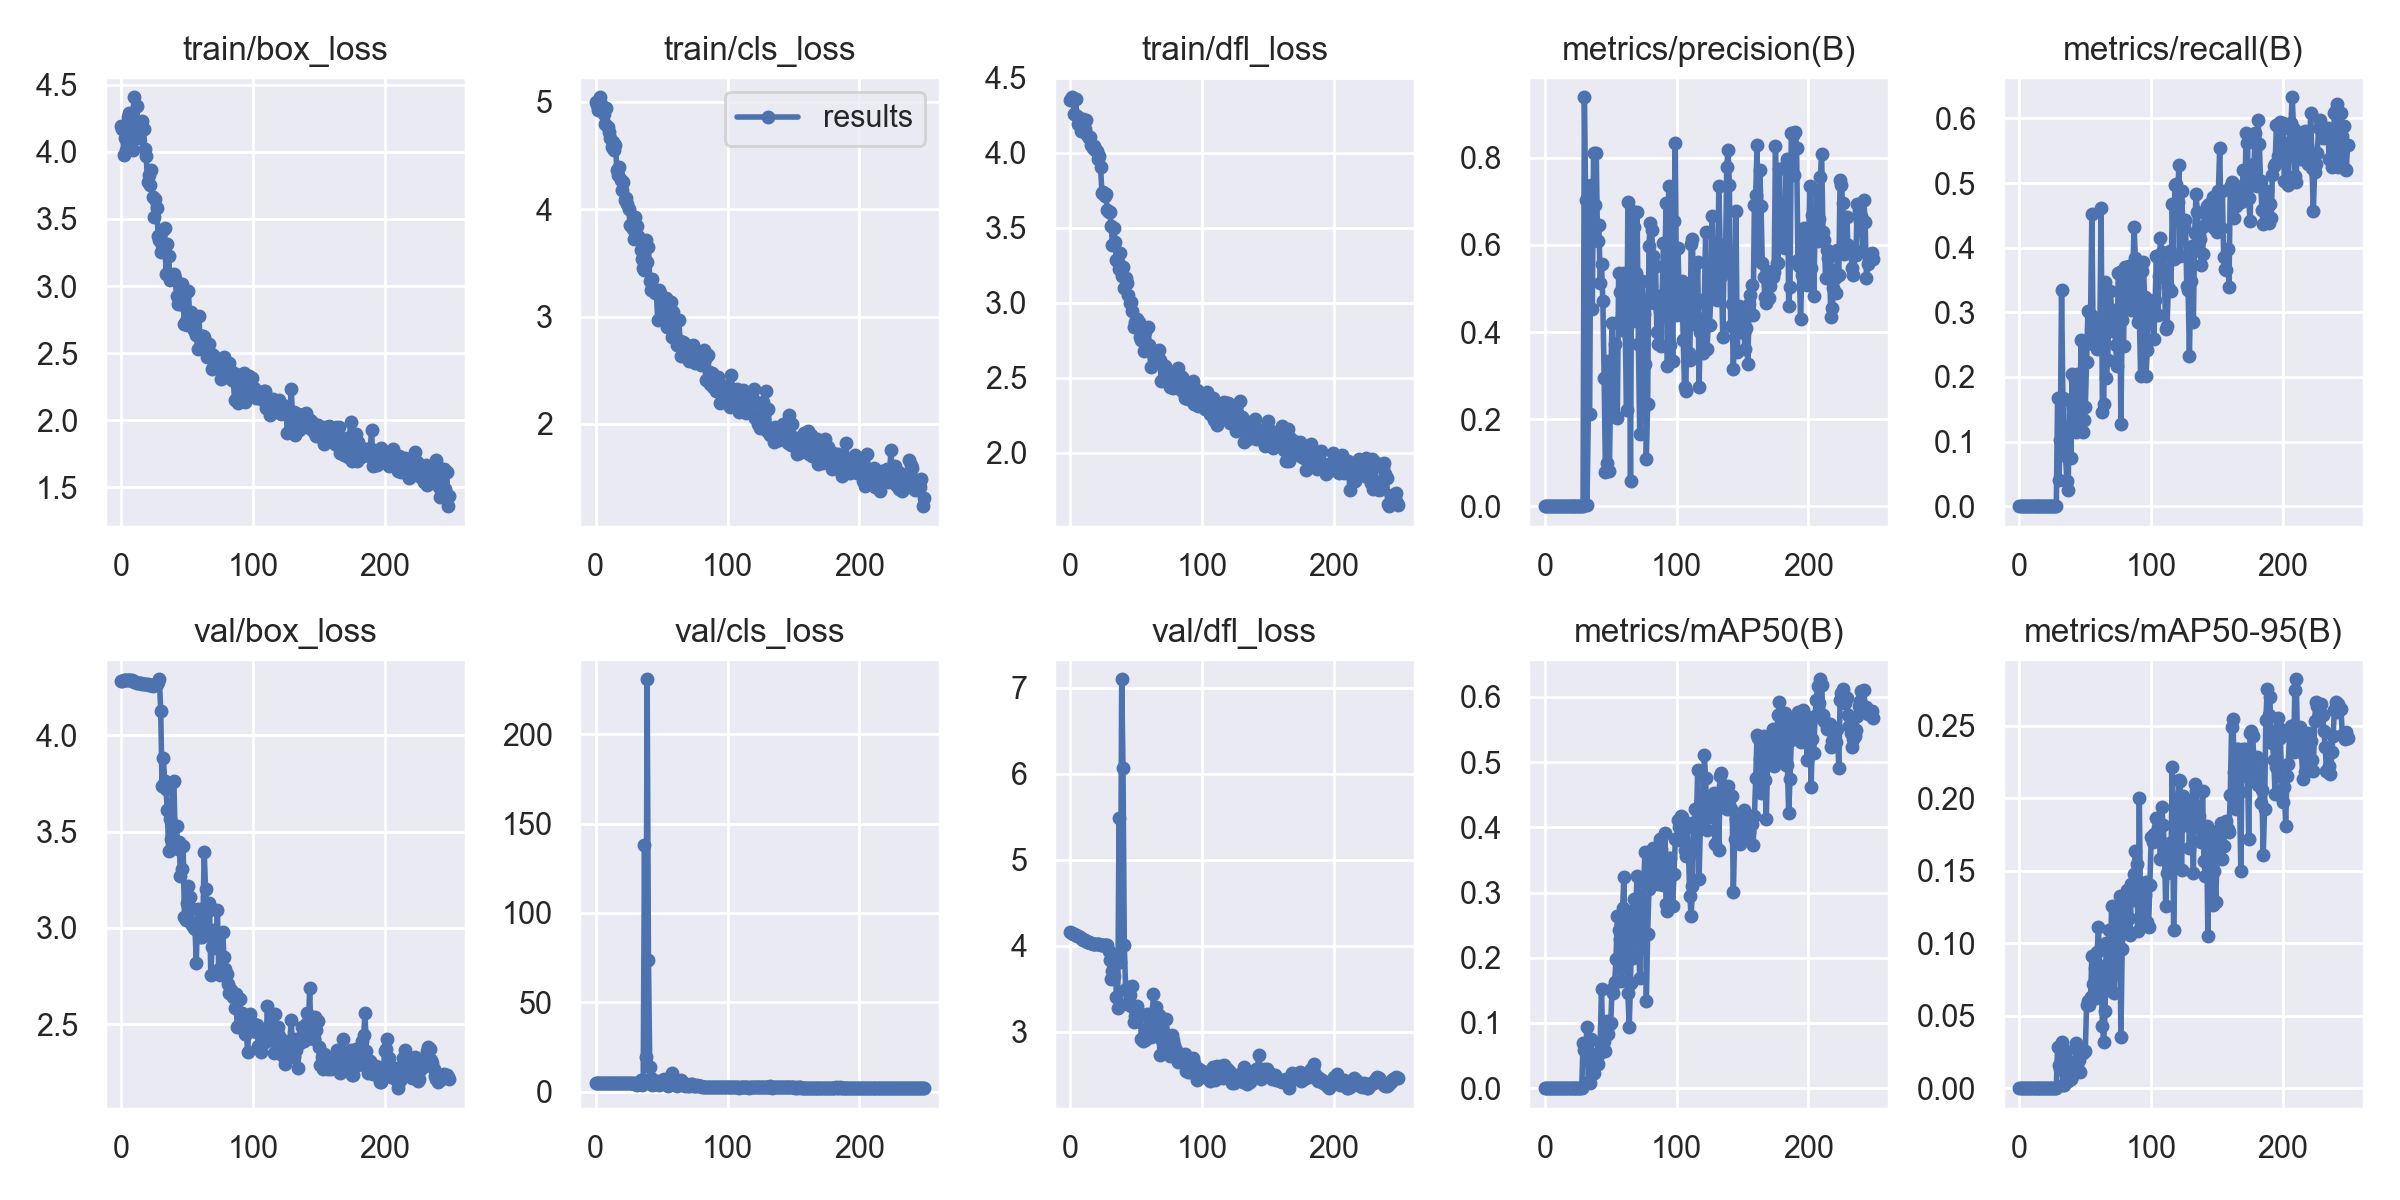 train/box_loss
4.5
4.0
3.5
3.0
2.5
2.0
1.5
0 100 200
train/cls_loss
results
5
4
3
2
0 100 200
train/dfl_loss
4.5
4.0
3.5
3.0
2.5
2.0
0 100 200
metrics/precision(B)
0.8
0.6
0.4
0.2
0.0
0 100 200
metrics/recall(B)
0.6
0.5
0.4
0.3
0.2
0.1
0.0
0 100 200
val/box_loss
4.0
3.5
3.0
2.5
0 100 200
val/cls_loss
200
150
100
50
0
0 100 200
val/dfl_loss
7
6
5
4
3
0 100 200
metrics/mAP50(B)
0.6
0.5
0.4
0.3
0.2
0.1
0.0
0 100 200
metrics/mAP50-95(B)
0.25
0.20
0.15
0.10
0.05
0.00
0 100 200